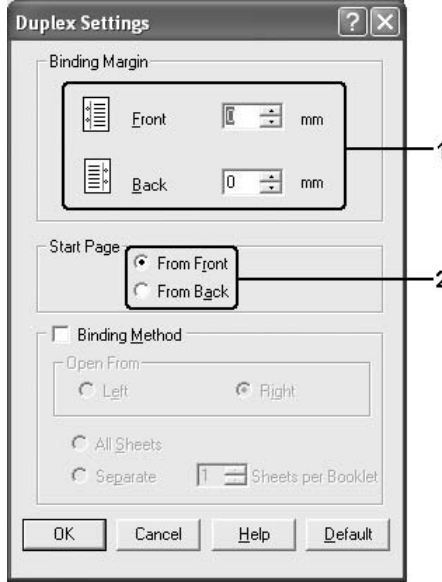 Duplex Settings
Binding Margin
Front 0 mm
1
Back 0 mm
Start Page
From Front
2
From Back
Binding Method
Open From
Left Right
All Sheets
Separate 1 Sheets per Booklet
OK Cancel Help Default